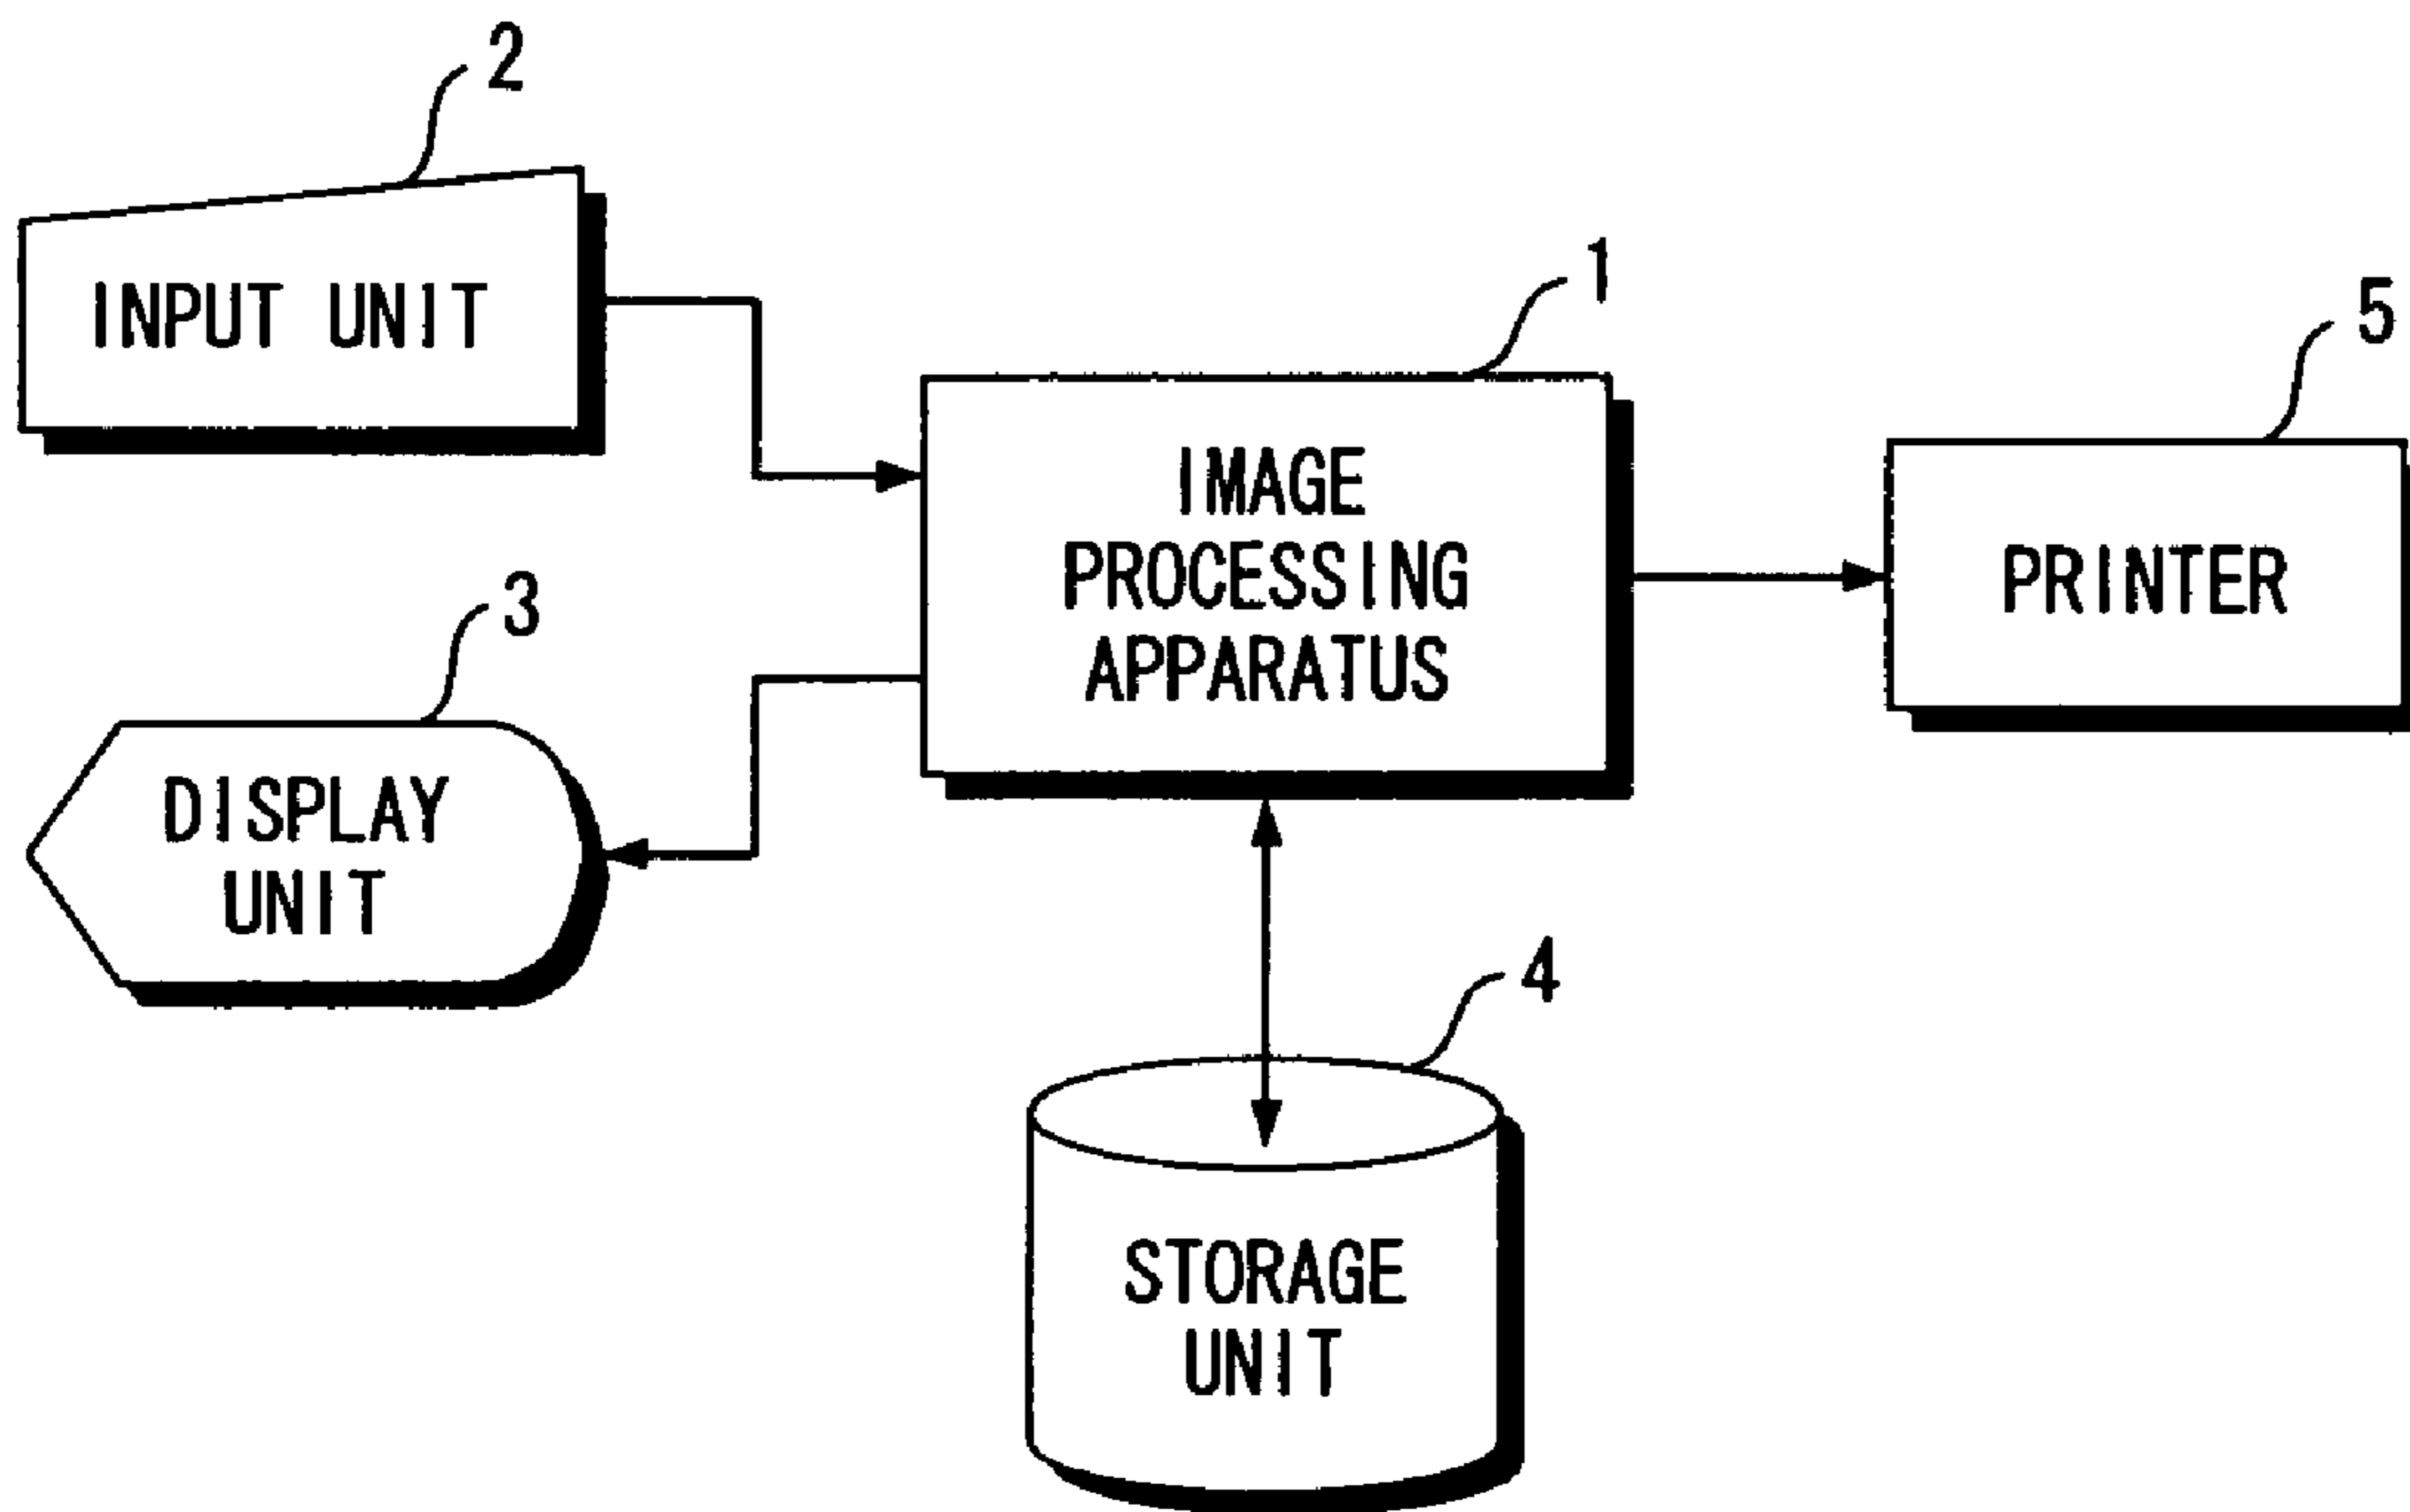 2
INPUT UNIT
1
IMAGE
PROCESSING
APPARATUS
5
PRINTER
3
DISPLAY
UNIT
4
STORAGE
UNIT